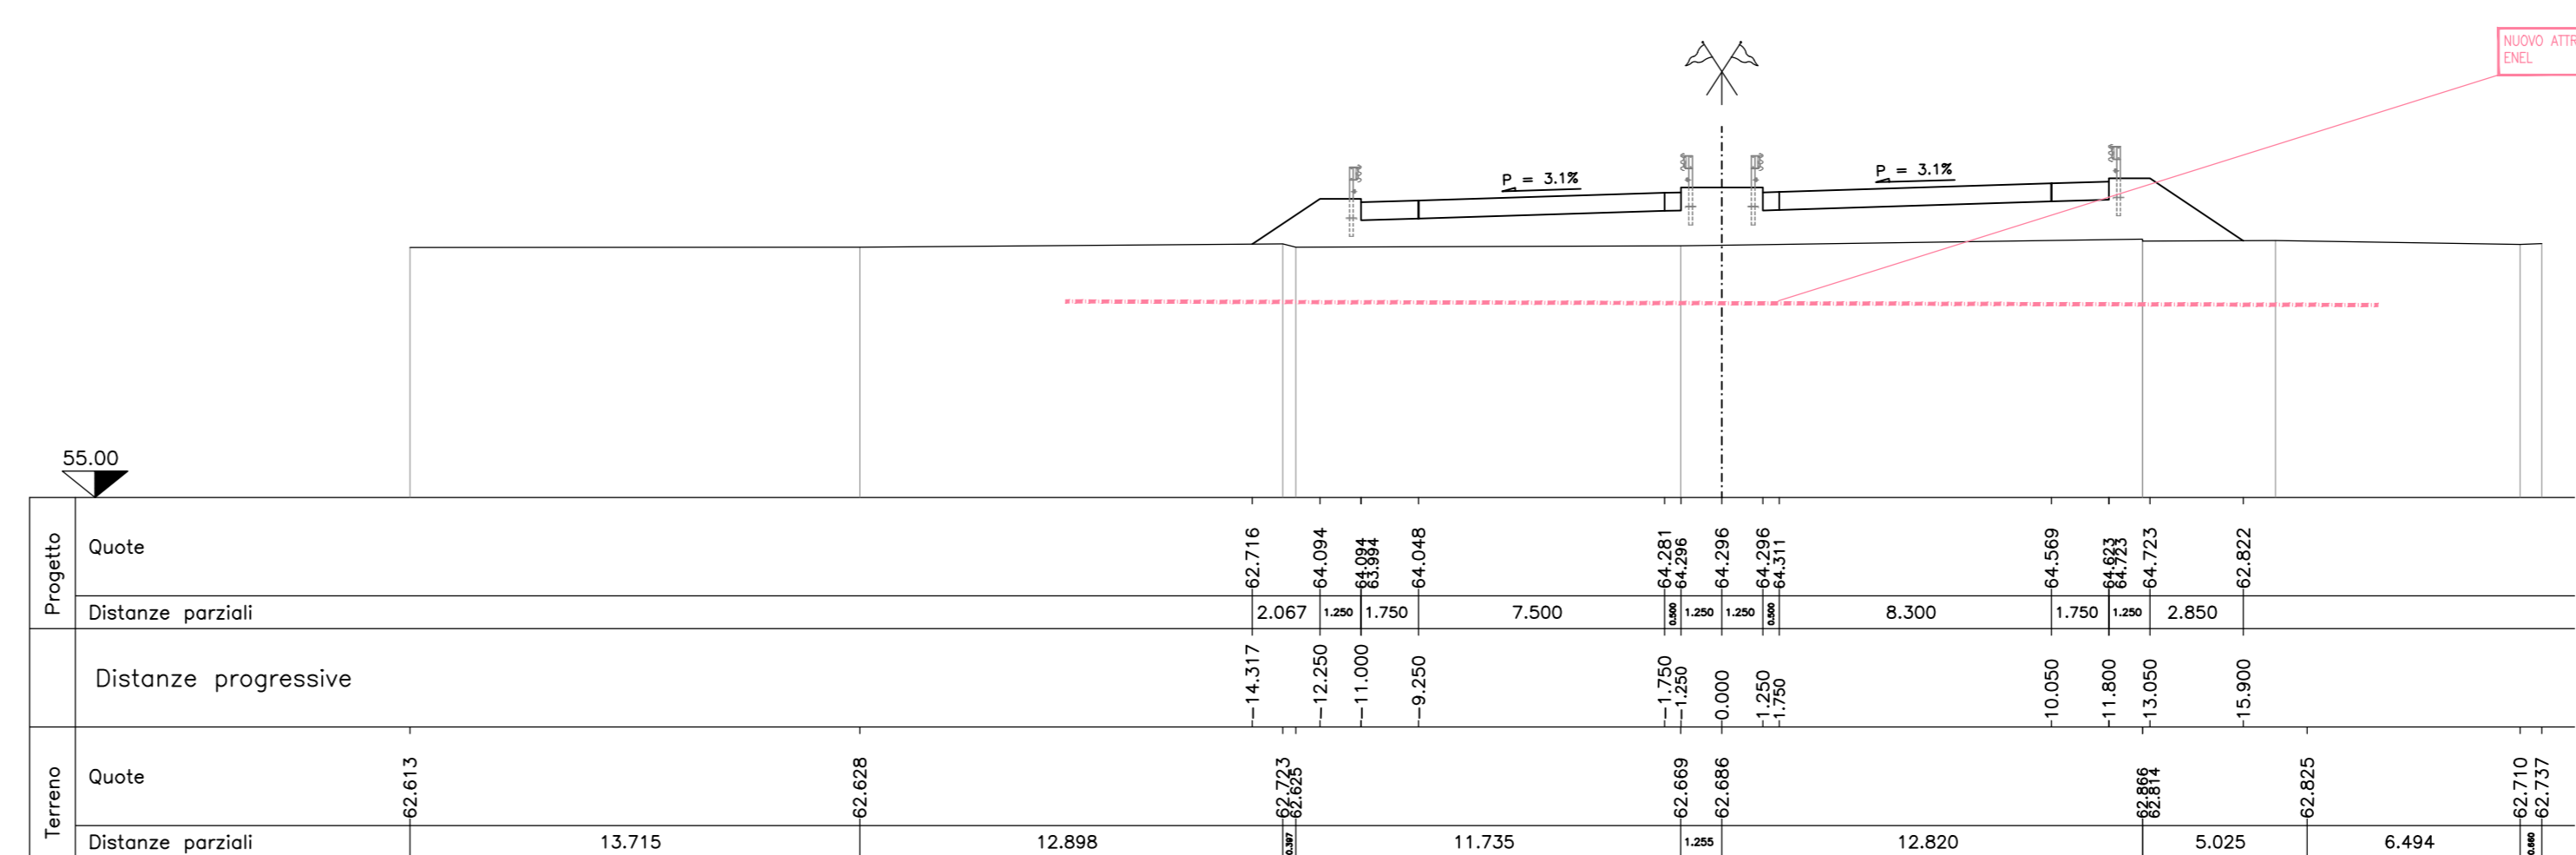 NUOVO ATTR
ENEL
P = 3.1%
P = 3.1%
55.00
Progetto
Quote
62.716 64.094 64.094 63.994 64.048 64.281 64.296 64.296 64.296 64.311 64.569 64.623 64.723 64.723 62.822
Distanze parziali
2.067 1.250 1.750 7.500 0.500 1.250 1.250 0.500 8.300 1.750 1.250 2.850
Distanze progressive
-14.317 -12.250 -11.000 -9.250 -1.750 -1.250 0.000 1.250 1.750 10.050 11.800 13.050 15.900
Terreno
Quote
62.613 62.628 62.723 62.625 62.669 62.686 62.866 62.814 62.825 62.710 62.737
Distanze parziali
13.715 12.898 0.397 11.735 1.255 12.820 5.025 6.494 0.660